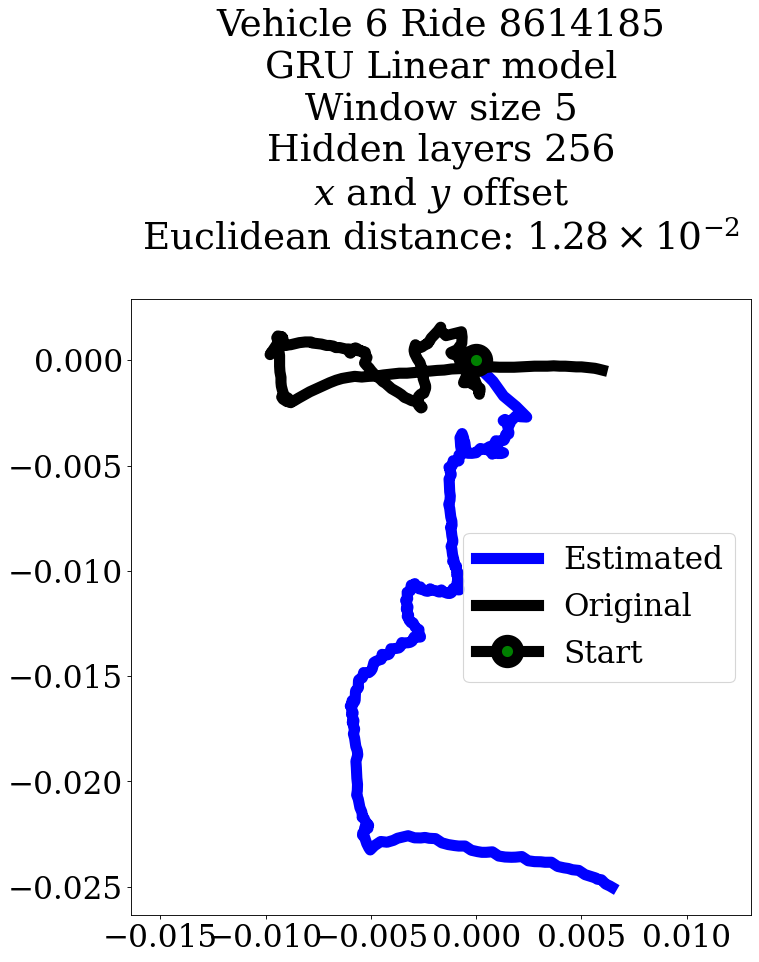 Vehicle 6 Ride 8614185
GRU Linear model
Window size 5
Hidden layers 256
x and y offset
Euclidean distance: 1.28 × 10⁻²
0.000
−0.005
−0.010
−0.015
−0.020
−0.025
Estimated
Original
Start
−0.015 −0.010 −0.005 0.000 0.005 0.010